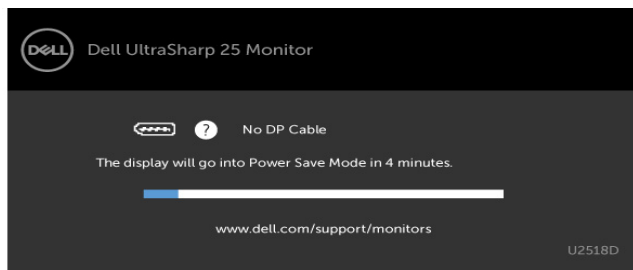 DELL
Dell UltraSharp 25 Monitor
? No DP Cable
The display will go into Power Save Mode in 4 minutes.
www.dell.com/support/monitors
U2518D